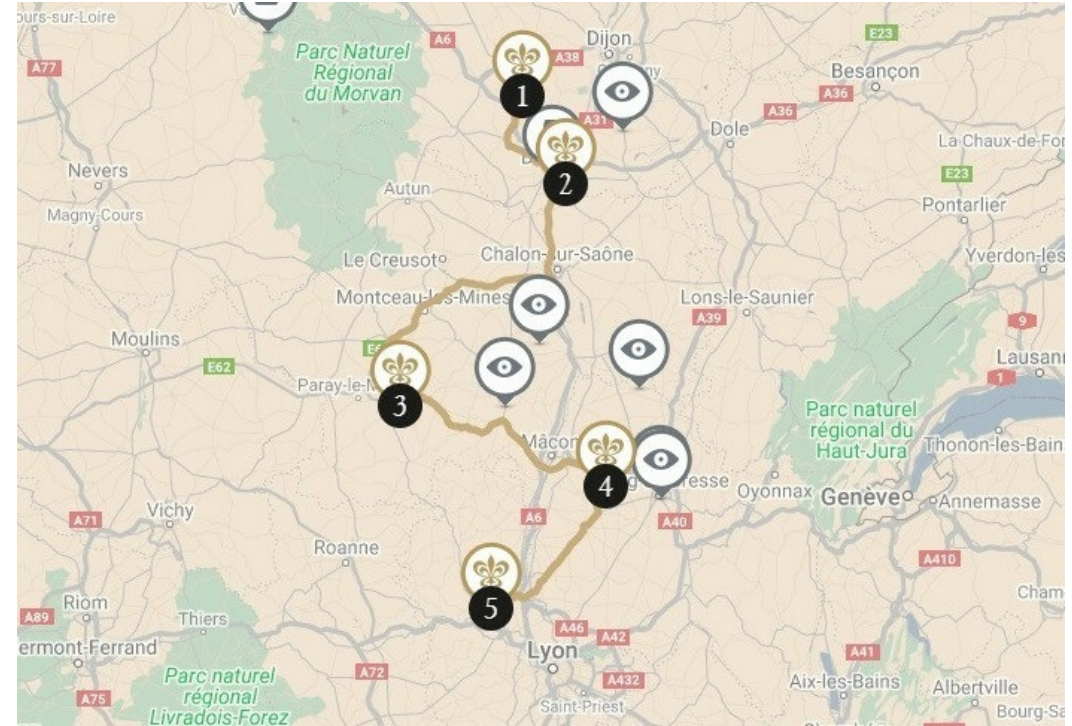 ours-sur-Loire
A77
Parc Naturel
Régional
du Morvan
A6
A38
Dijon
E23
Besançon
A36
A36
1
A31
Dole
La Chaux-de-For
Nevers
Magny-Cours
Autun
2
E23
Pontarlier
Le Creusot
Chalon-sur-Saône
Yverdon-les
Montceau-les-Mines
Lons-le-Saunier
A39
9
Moulins
E62
Paray-le-M
3
Lausann
1
Parc naturel
régional du
Haut-Jura
Thonon-les-Bain
Mâcon
4
g-en-Bresse
Oyonnax
Genève
Annemasse
A71
Vichy
A6
A40
Roanne
A410
Cham
Riom
A89
Thiers
5
A46
A42
ermont-Ferrand
Lyon
A41
A72
A432
Aix-les-Bains
Albertville
A75
Parc naturel
régional
Livradois-Forez
Saint-Priest
Bourg-Sa